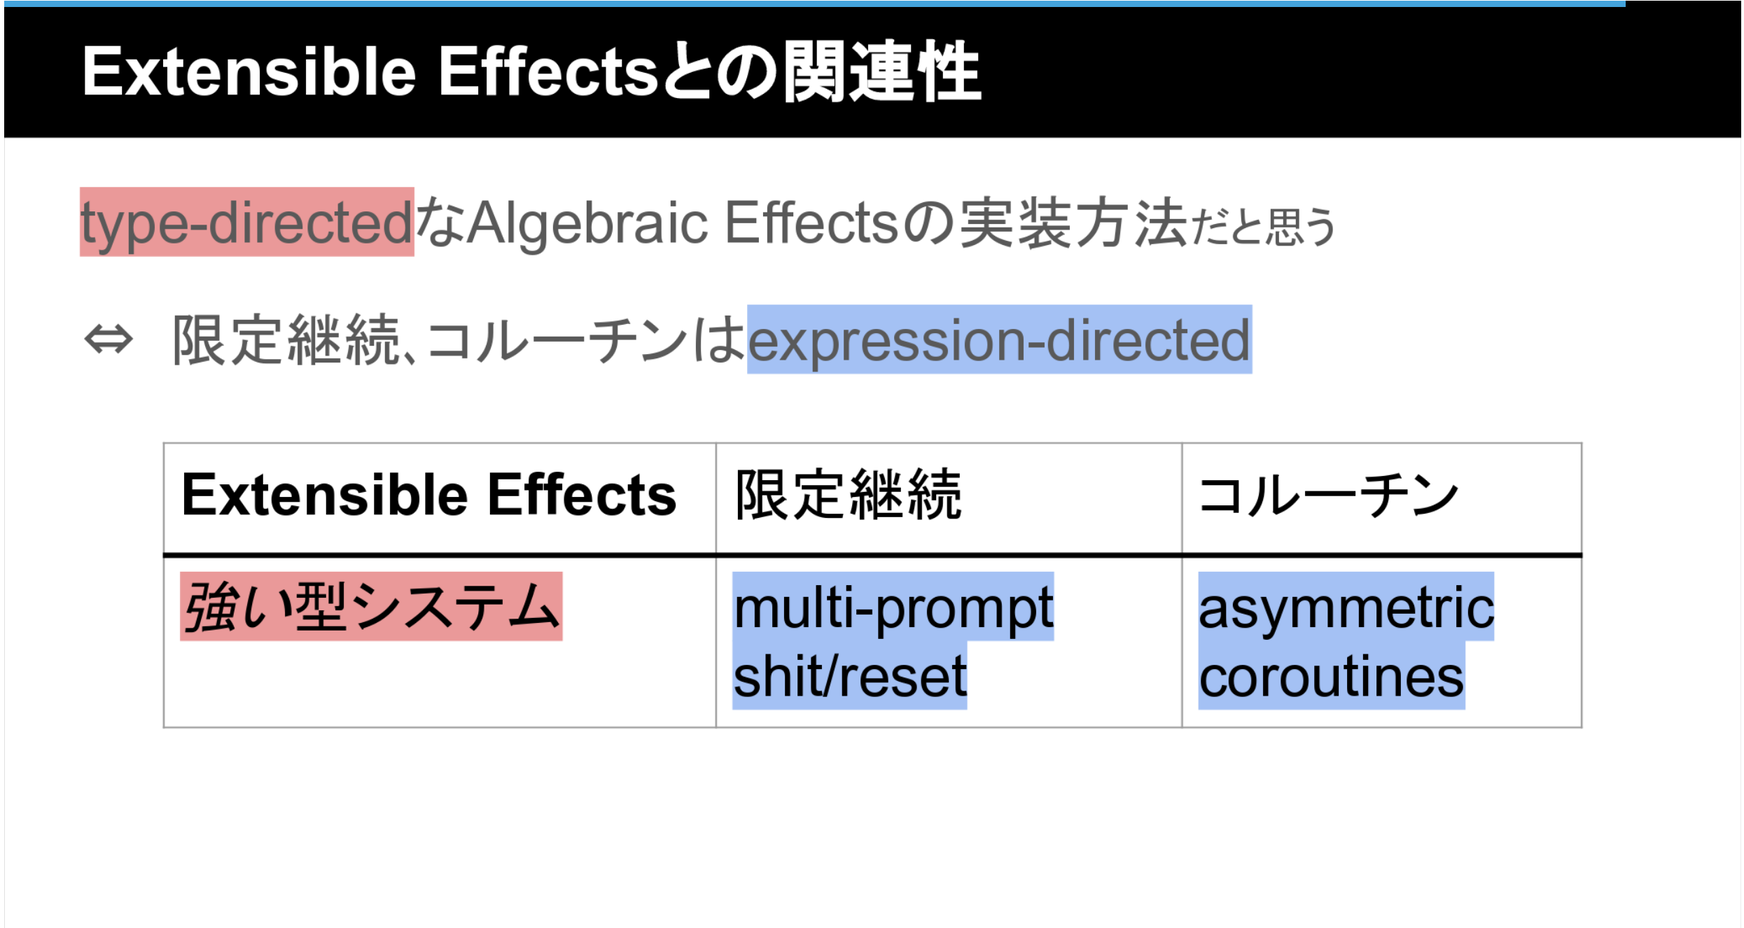 Extensible Effectsとの関連性
type-directedなAlgebraic Effectsの実装方法だと思う
⇔ 限定継続、コルーチンはexpression-directed
Extensible Effects 限定継続 コルーチン
強い型システム multi-prompt asymmetric
shit/reset coroutines